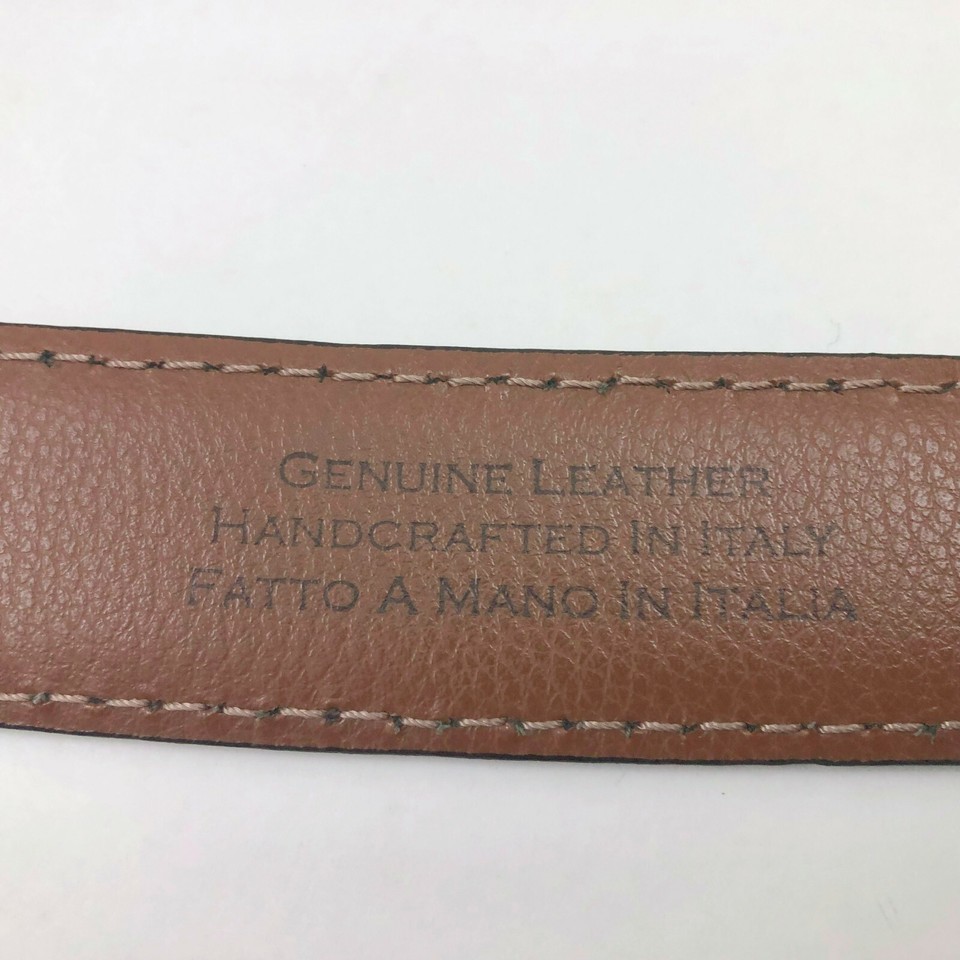 GENUINE LEATHER
HANDCRAFTED IN ITALY
FATTO A MANO IN ITALIA